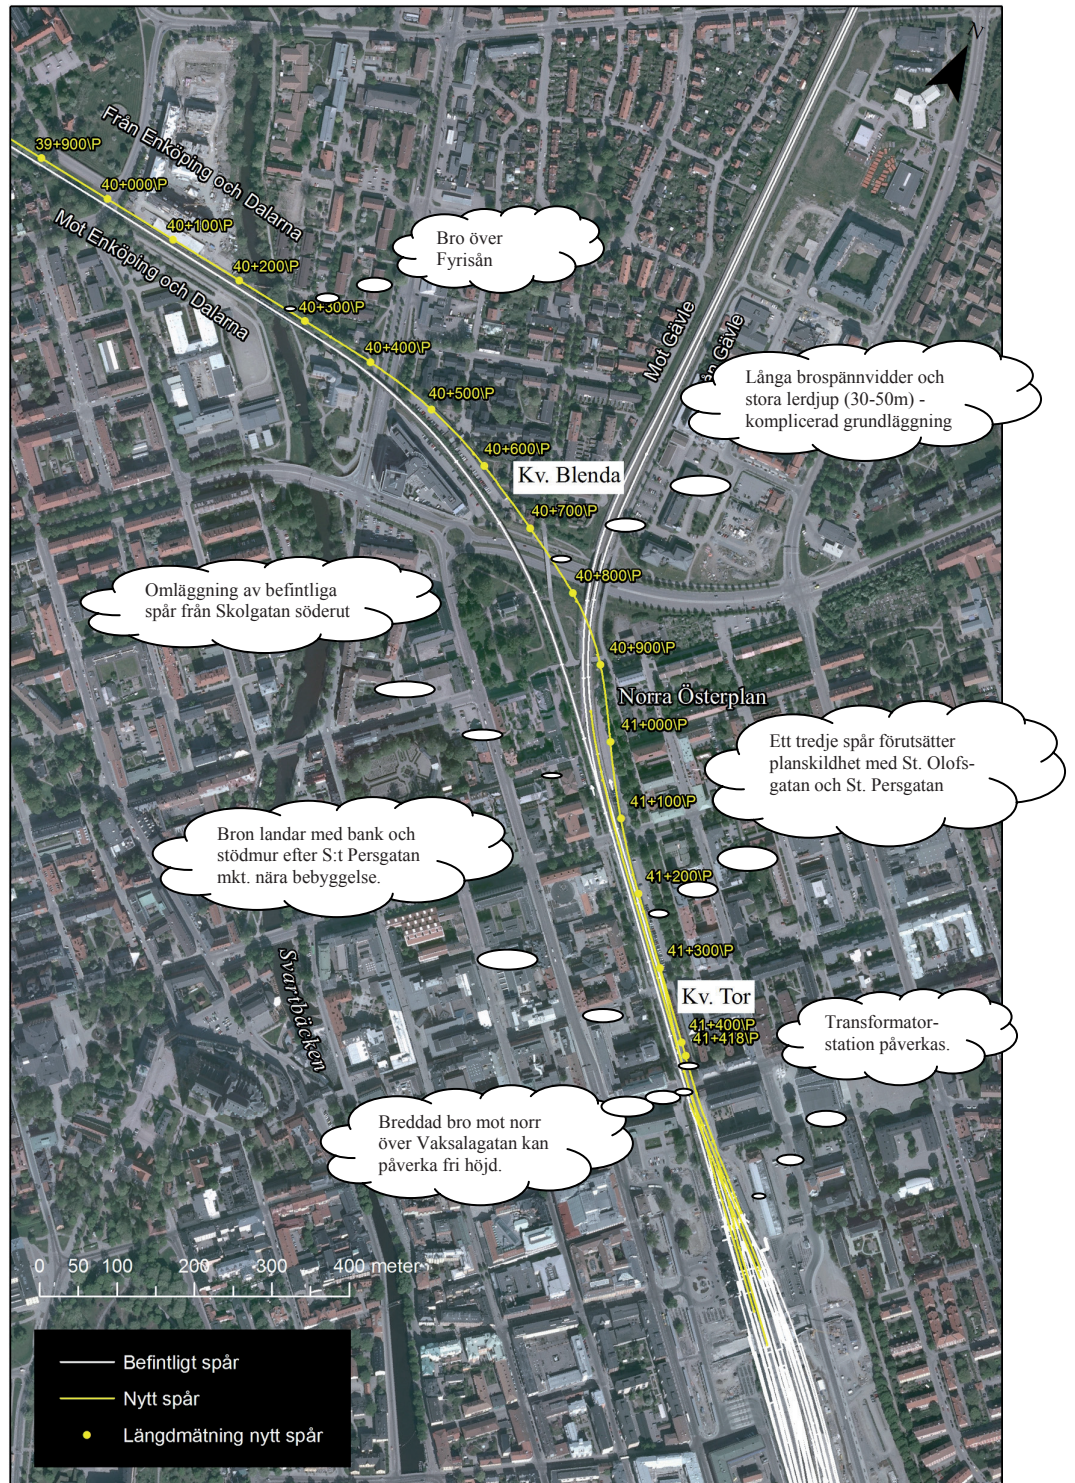 N
39+900\P
Från Enköping och Dalarna
40+000\P
40+100\P
Mot Enköping och Dalarna
40+200\P
Bro över
Fyrisån
40+300\P
40+400\P
Mot Gävle
ån Gävle
40+500\P
Långa brospännvidder och
stora lerdjup (30-50m) -
komplicerad grundläggning
40+600\P
Kv. Blenda
40+700\P
40+800\P
Omläggning av befintliga
spår från Skolgatan söderut
40+900\P
Norra Österplan
41+000\P
Ett tredje spår förutsätter
planskildhet med St. Olofs-
gatan och St. Persgatan
41+100\P
Bron landar med bank och
stödmur efter S:t Persgatan
mkt. nära bebyggelse.
41+200\P
41+300\P
Svartbäcken
Kv. Tor
41+400\P
41+418\P
Transformator-
station påverkas.
Breddad bro mot norr
över Vaksalagatan kan
påverka fri höjd.
0 50 100 200 300 400 meter
Befintligt spår
Nytt spår
Längdmätning nytt spår